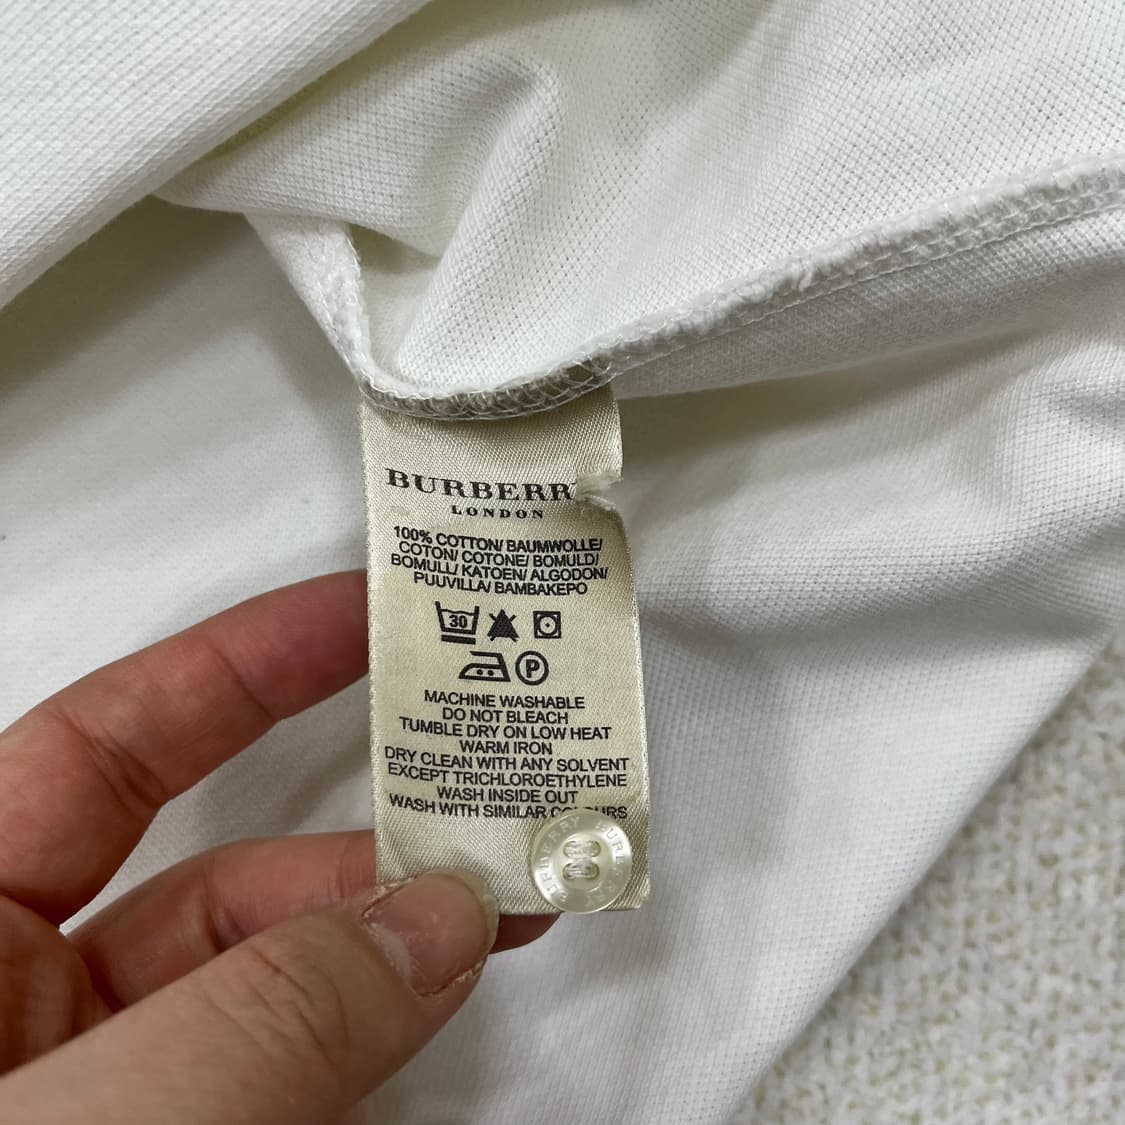 BURBERR
LONDON
100% COTTON/ BAUMWOLLE/
COTON/ COTONE/ BOMULD/
BOMULL/ KATOEN/ ALGODON/
PUUVILLA/ BAMBAKEPO
30
P
MACHINE WASHABLE
DO NOT BLEACH
TUMBLE DRY ON LOW HEAT
WARM IRON
DRY CLEAN WITH ANY SOLVENT
EXCEPT TRICHLOROETHYLENE
WASH INSIDE OUT
WASH WITH SIMILAR COLOURS
BURBERRY BURBERRY